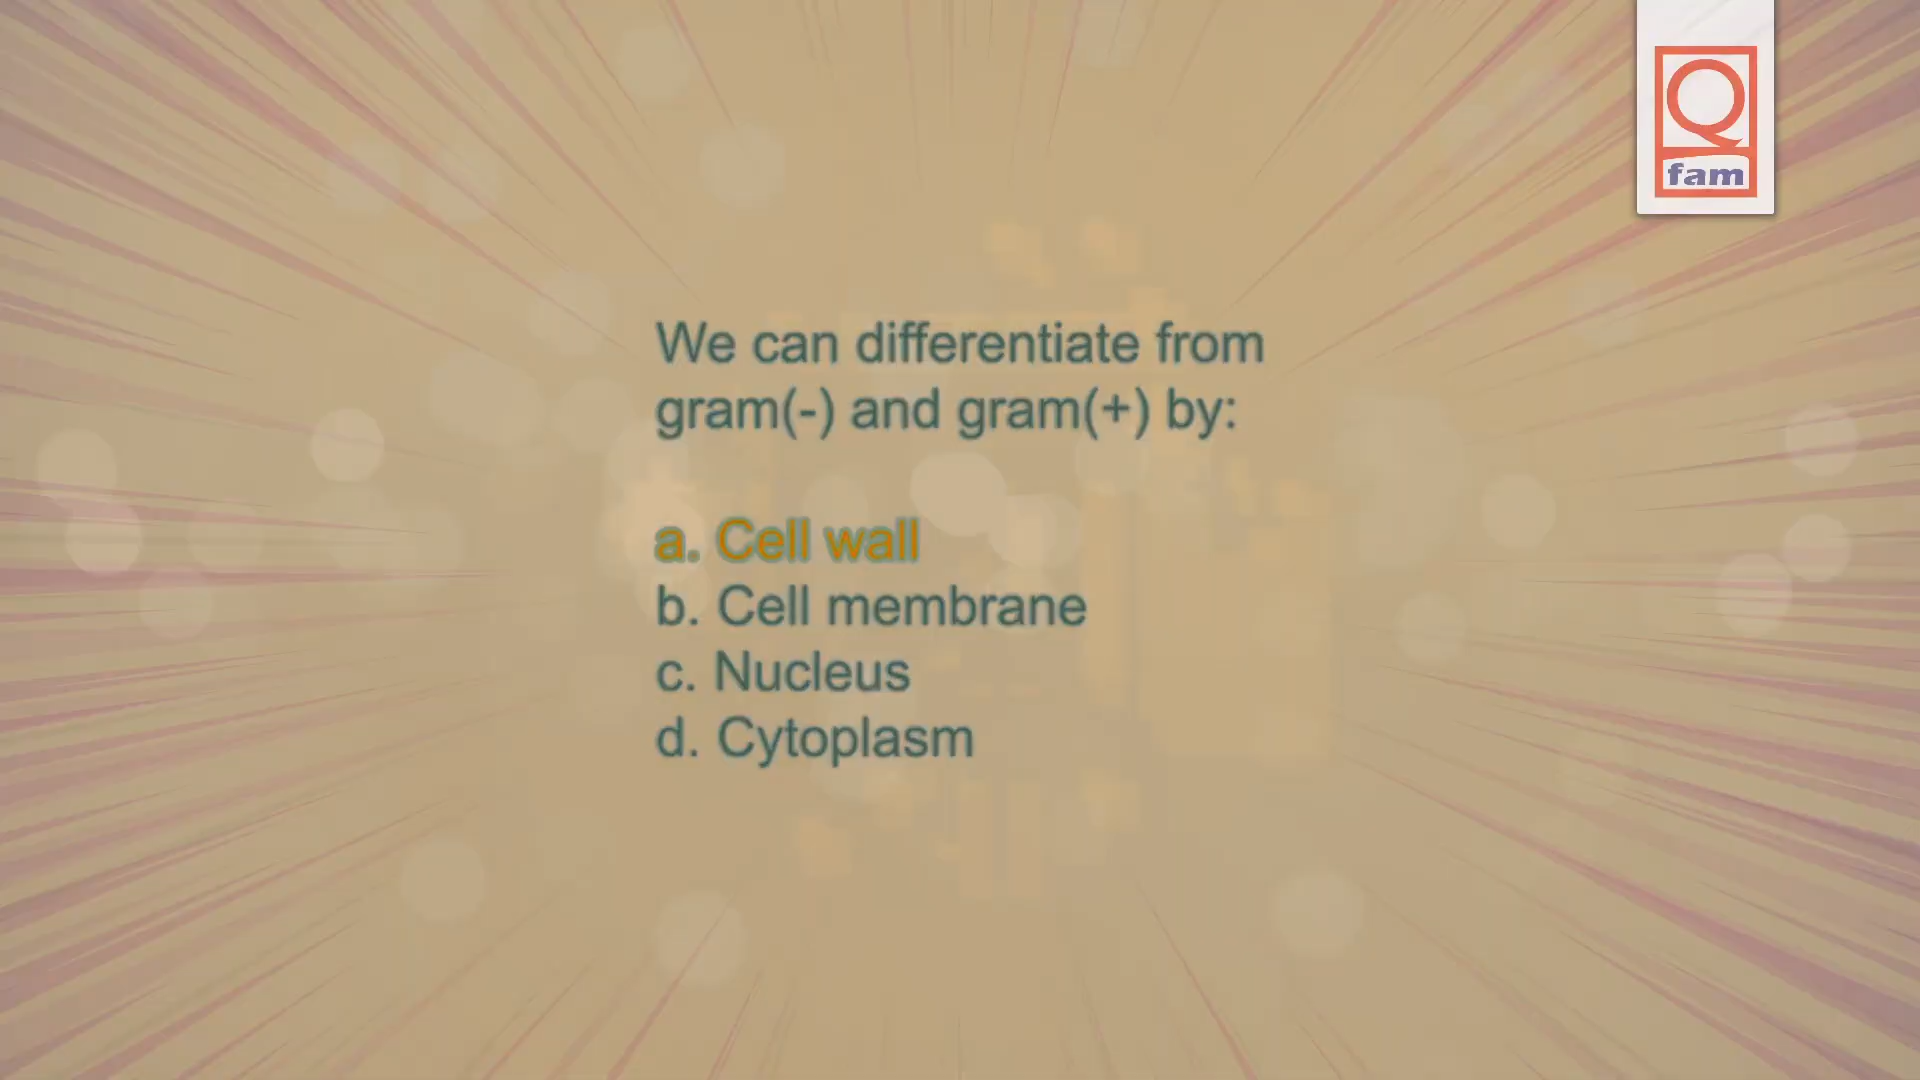 Q
fam
We can differentiate from
gram(-) and gram(+) by:
a. Cell wall
b. Cell membrane
c. Nucleus
d. Cytoplasm